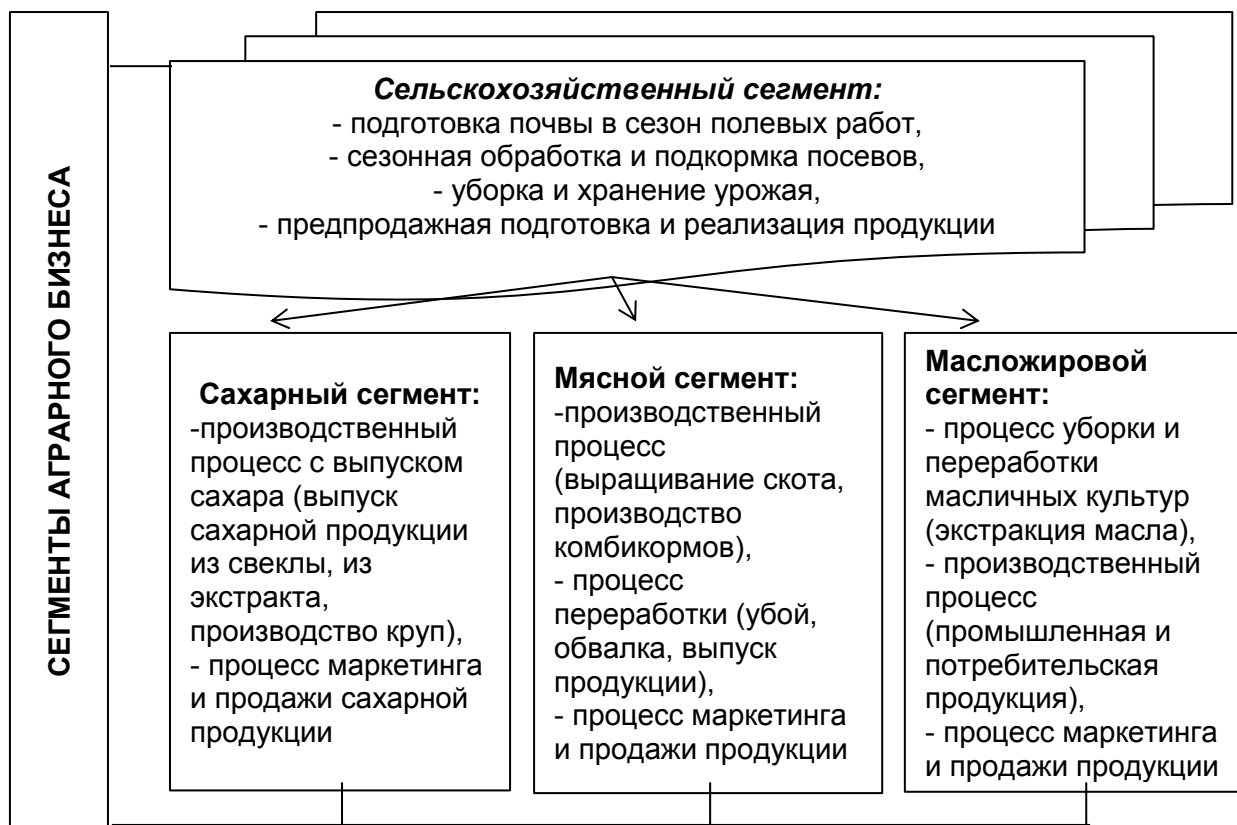 СЕГМЕНТЫ АГРАРНОГО БИЗНЕСА
Сельскохозяйственный сегмент:
- подготовка почвы в сезон полевых работ,
- сезонная обработка и подкормка посевов,
- уборка и хранение урожая,
- предпродажная подготовка и реализация продукции
Сахарный сегмент:
-производственный
процесс с выпуском
сахара (выпуск
сахарной продукции
из свеклы, из
экстракта,
производство круп),
- процесс маркетинга
и продажи сахарной
продукции
Мясной сегмент:
-производственный
процесс
(выращивание скота,
производство
комбикормов),
- процесс
переработки (убой,
обвалка, выпуск
продукции),
- процесс маркетинга
и продажи продукции
Масложировой
сегмент:
- процесс уборки и
переработки
масличных культур
(экстракция масла),
- производственный
процесс
(промышленная и
потребительская
продукция),
- процесс маркетинга
и продажи продукции